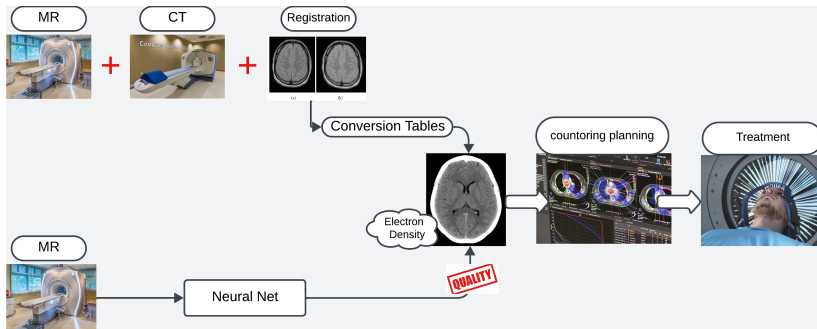 MR
CT
Registration
(a)
(b)
Conversion Tables
countoring planning
Treatment
Electron
Density
MR
Neural Net
QUALITY